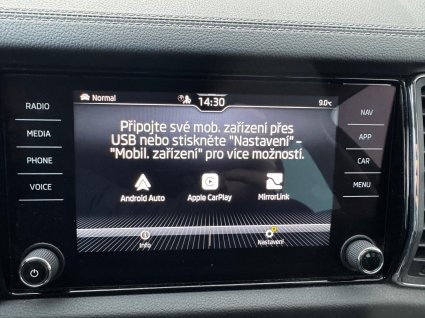 Normal 14:30 9.0°C
RADIO
MEDIA
PHONE
VOICE
Připojte své mob. zařízení přes
USB nebo stiskněte "Nastavení" –
"Mobil. zařízení" pro více možností.
Android Auto Apple CarPlay MirrorLink
Info Nastavení
NAV
APP
CAR
MENU